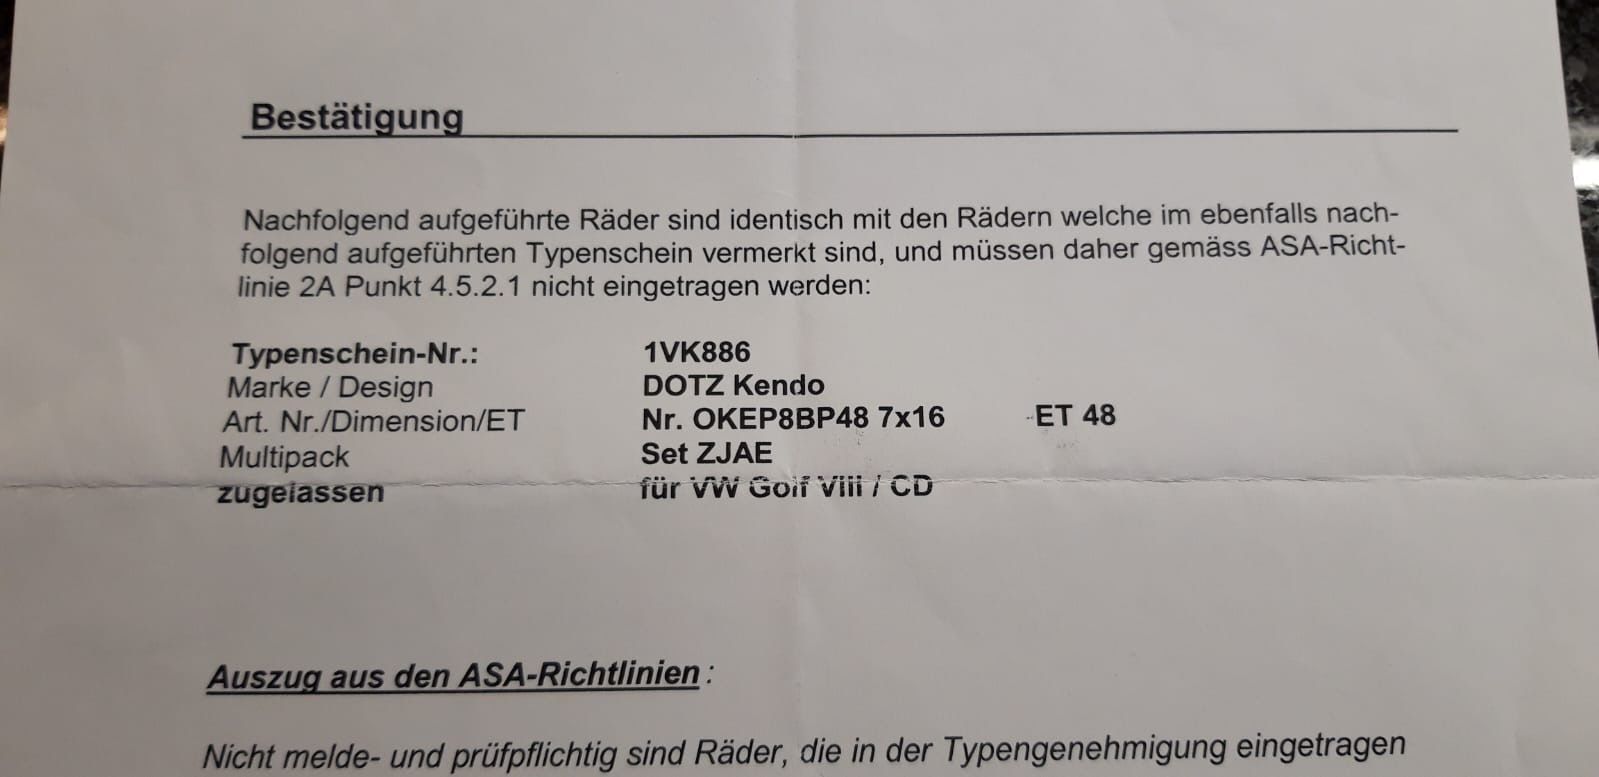 Bestätigung
Nachfolgend aufgeführte Räder sind identisch mit den Rädern welche im ebenfalls nach-
folgend aufgeführten Typenschein vermerkt sind, und müssen daher gemäss ASA-Richt-
linie 2A Punkt 4.5.2.1 nicht eingetragen werden:
Typenschein-Nr.: 1VK886
Marke / Design DOTZ Kendo
Art. Nr./Dimension/ET Nr. OKEP8BP48 7x16 ET 48
Multipack Set ZJAE
zugelassen für VW Golf VIII / CD
Auszug aus den ASA-Richtlinien:
Nicht melde- und prüfpflichtig sind Räder, die in der Typengenehmigung eingetragen